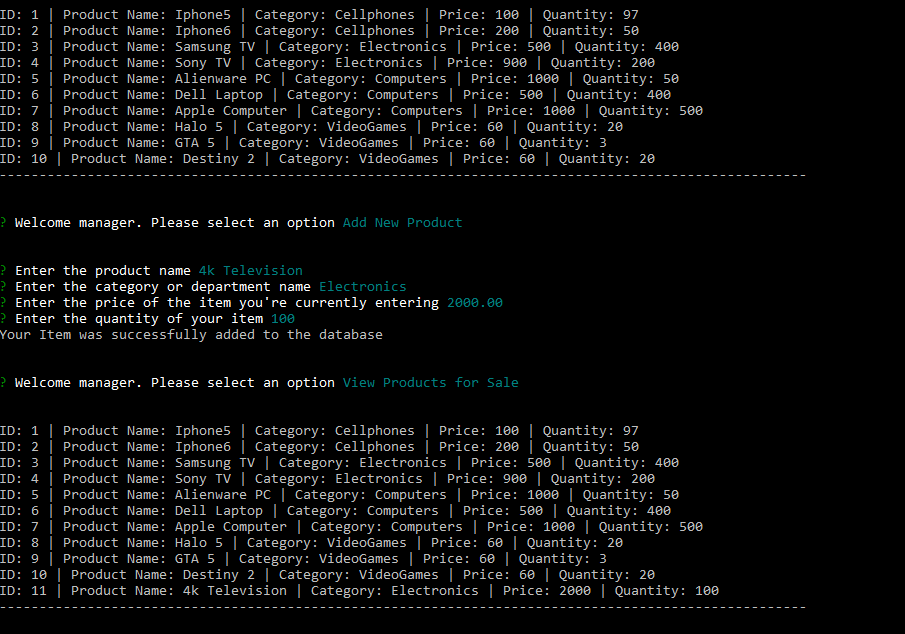 ID: 1 | Product Name: Iphone5 | Category: Cellphones | Price: 100 | Quantity: 97
ID: 2 | Product Name: Iphone6 | Category: Cellphones | Price: 200 | Quantity: 50
ID: 3 | Product Name: Samsung TV | Category: Electronics | Price: 500 | Quantity: 400
ID: 4 | Product Name: Sony TV | Category: Electronics | Price: 900 | Quantity: 200
ID: 5 | Product Name: Alienware PC | Category: Computers | Price: 1000 | Quantity: 50
ID: 6 | Product Name: Dell Laptop | Category: Computers | Price: 500 | Quantity: 400
ID: 7 | Product Name: Apple Computer | Category: Computers | Price: 1000 | Quantity: 500
ID: 8 | Product Name: Halo 5 | Category: VideoGames | Price: 60 | Quantity: 20
ID: 9 | Product Name: GTA 5 | Category: VideoGames | Price: 60 | Quantity: 3
ID: 10 | Product Name: Destiny 2 | Category: VideoGames | Price: 60 | Quantity: 20
-----------------------------------------------------------------------------------------------------
? Welcome manager. Please select an option Add New Product
? Enter the product name 4k Television
? Enter the category or department name Electronics
? Enter the price of the item you're currently entering 2000.00
? Enter the quantity of your item 100
Your Item was successfully added to the database
? Welcome manager. Please select an option View Products for Sale
ID: 1 | Product Name: Iphone5 | Category: Cellphones | Price: 100 | Quantity: 97
ID: 2 | Product Name: Iphone6 | Category: Cellphones | Price: 200 | Quantity: 50
ID: 3 | Product Name: Samsung TV | Category: Electronics | Price: 500 | Quantity: 400
ID: 4 | Product Name: Sony TV | Category: Electronics | Price: 900 | Quantity: 200
ID: 5 | Product Name: Alienware PC | Category: Computers | Price: 1000 | Quantity: 50
ID: 6 | Product Name: Dell Laptop | Category: Computers | Price: 500 | Quantity: 400
ID: 7 | Product Name: Apple Computer | Category: Computers | Price: 1000 | Quantity: 500
ID: 8 | Product Name: Halo 5 | Category: VideoGames | Price: 60 | Quantity: 20
ID: 9 | Product Name: GTA 5 | Category: VideoGames | Price: 60 | Quantity: 3
ID: 10 | Product Name: Destiny 2 | Category: VideoGames | Price: 60 | Quantity: 20
ID: 11 | Product Name: 4k Television | Category: Electronics | Price: 2000 | Quantity: 100
-----------------------------------------------------------------------------------------------------